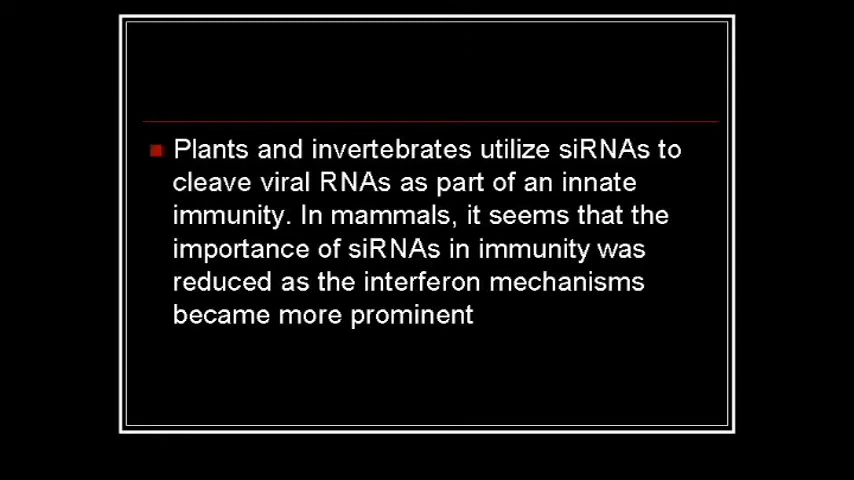 Plants and invertebrates utilize siRNAs to
cleave viral RNAs as part of an innate
immunity. In mammals, it seems that the
importance of siRNAs in immunity was
reduced as the interferon mechanisms
became more prominent